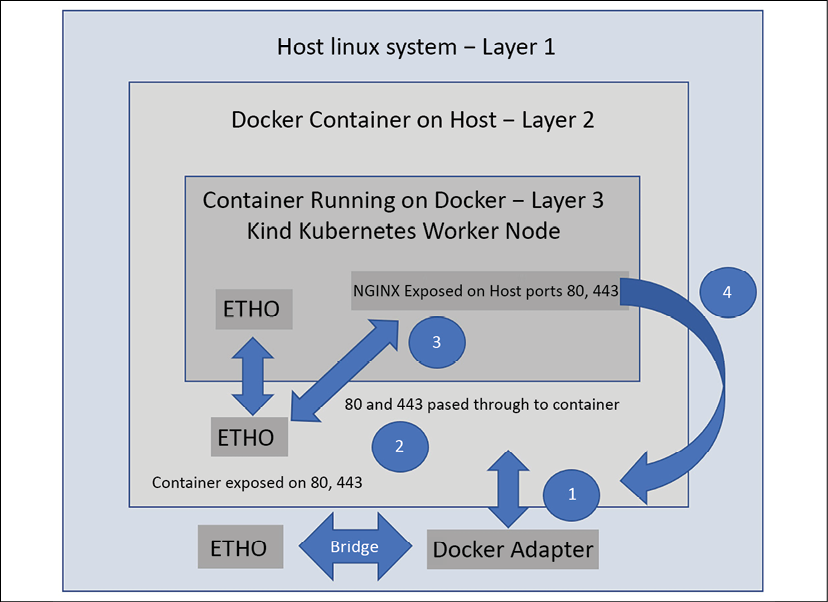 Host linux system – Layer 1
Docker Container on Host – Layer 2
Container Running on Docker – Layer 3
Kind Kubernetes Worker Node
NGINX Exposed on Host ports 80, 443
4
ETHO
3
80 and 443 pased through to container
ETHO
2
Container exposed on 80, 443
1
ETHO
Bridge
Docker Adapter